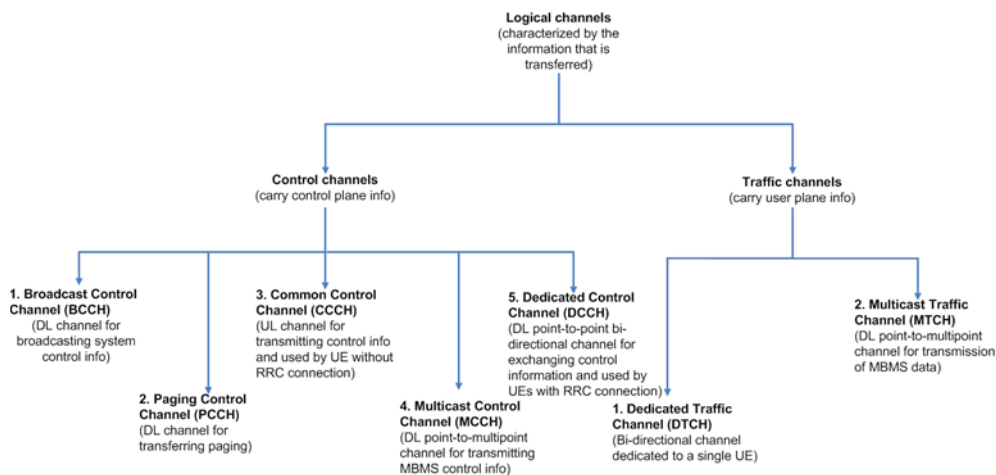 Logical channels
(characterized by the
information that is
transferred)
Control channels
(carry control plane info)
Traffic channels
(carry user plane info)
1. Broadcast Control
Channel (BCCH)
(DL channel for
broadcasting system
control info)
2. Paging Control
Channel (PCCH)
(DL channel for
transferring paging)
3. Common Control
Channel (CCCH)
(UL channel for
transmitting control info
and used by UE without
RRC connection)
4. Multicast Control
Channel (MCCH)
(DL point-to-multipoint
channel for transmitting
MBMS control info)
5. Dedicated Control
Channel (DCCH)
(DL point-to-point bi-
directional channel for
exchanging control
information and used by
UEs with RRC connection)
1. Dedicated Traffic
Channel (DTCH)
(Bi-directional channel
dedicated to a single UE)
2. Multicast Traffic
Channel (MTCH)
(DL point-to-multipoint
channel for transmission
of MBMS data)